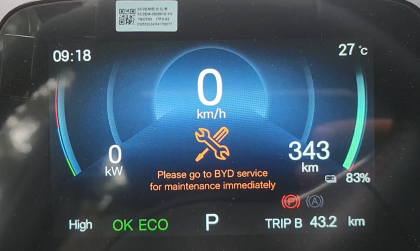 09:18
27 °C
0
km/h
0
kW
343
km
Please go to BYD service
for maintenance immediately
83%
(P) (A)
High OK ECO P TRIP B 43.2 km